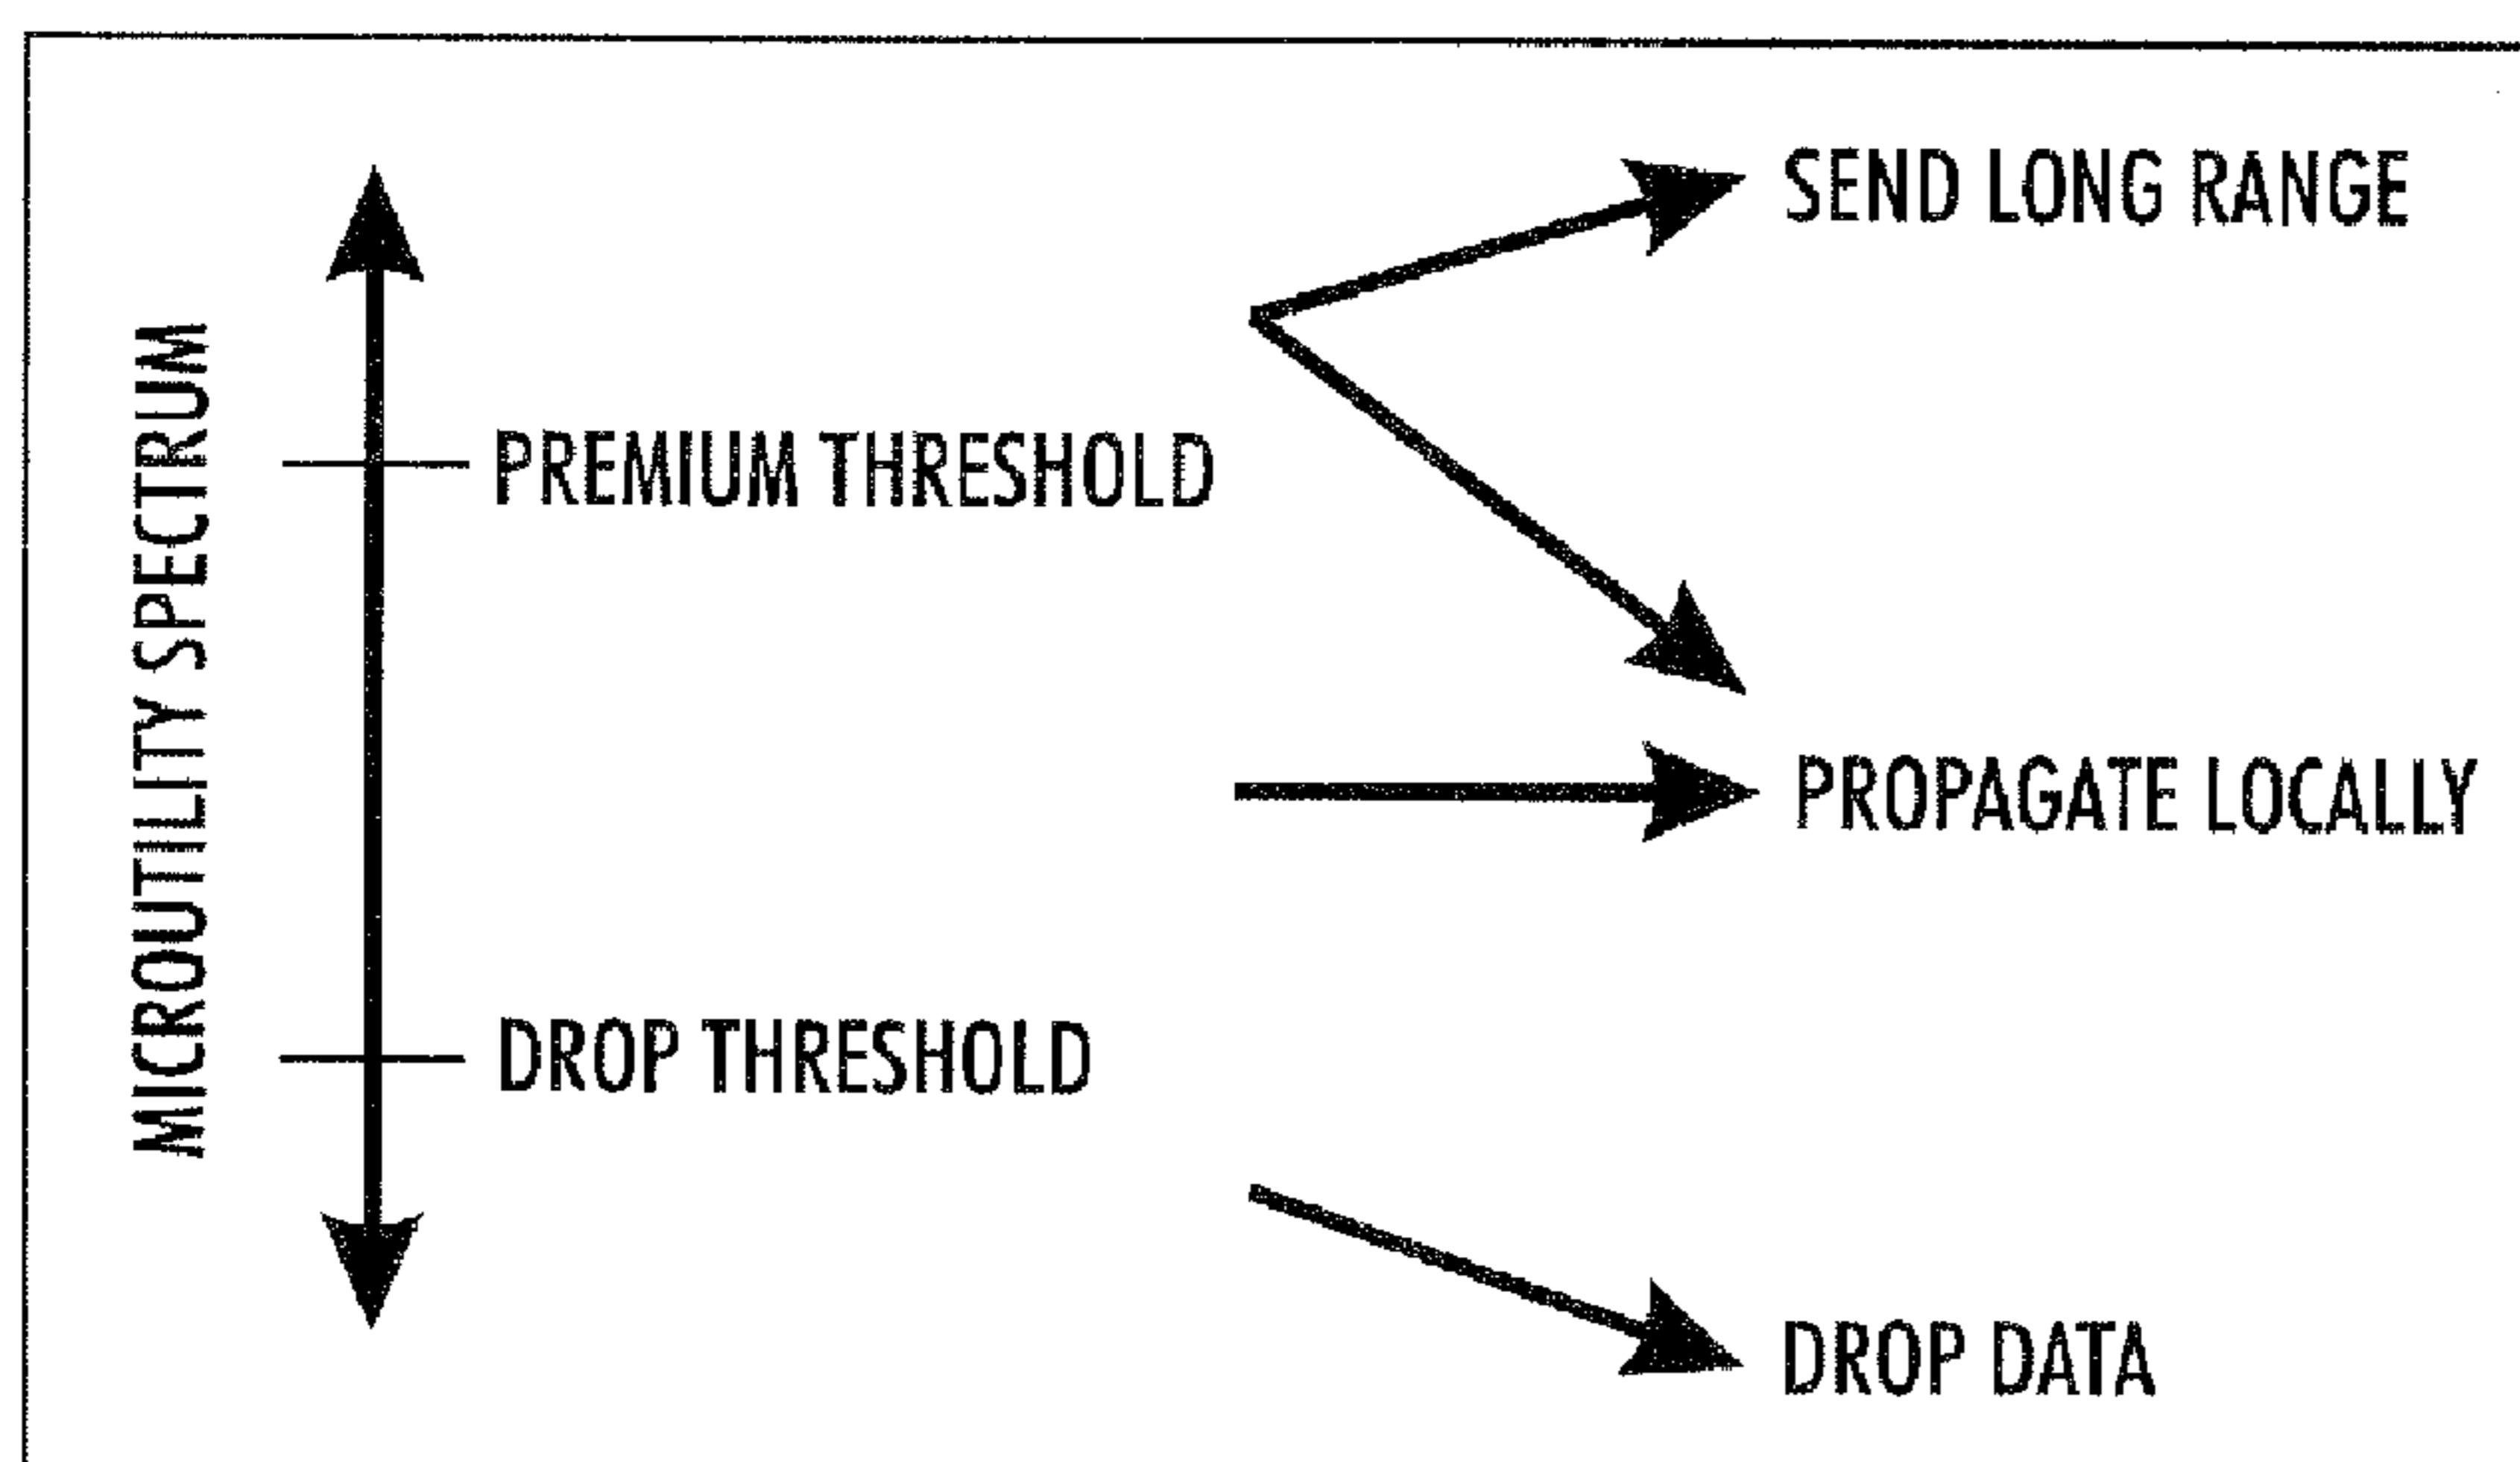 MICROUTILITY SPECTRUM
PREMIUM THRESHOLD
DROP THRESHOLD
SEND LONG RANGE
PROPAGATE LOCALLY
DROP DATA